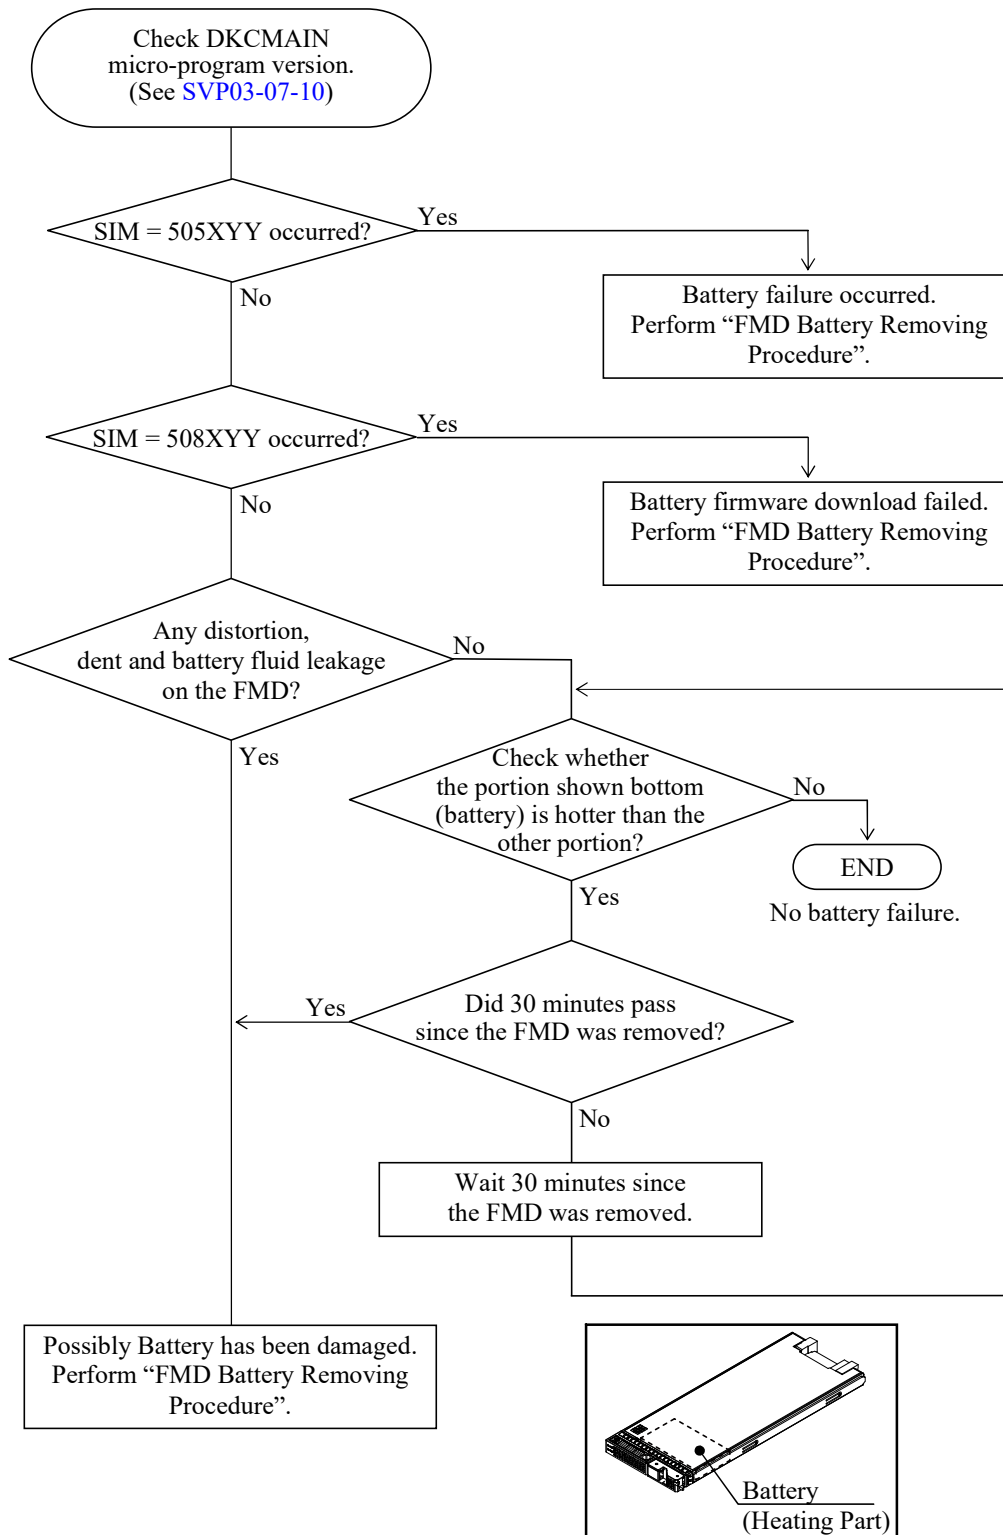 Check DKCMAIN
micro-program version.
(See SVP03-07-10)
SIM = 505XYY occurred?
Yes
No
Battery failure occurred.
Perform “FMD Battery Removing
Procedure”.
SIM = 508XYY occurred?
Yes
No
Battery firmware download failed.
Perform “FMD Battery Removing
Procedure”.
Any distortion,
dent and battery fluid leakage
on the FMD?
No
Yes
Check whether
the portion shown bottom
(battery) is hotter than the
other portion?
No
END
No battery failure.
Yes
Did 30 minutes pass
since the FMD was removed?
Yes
No
Wait 30 minutes since
the FMD was removed.
Possibly Battery has been damaged.
Perform “FMD Battery Removing
Procedure”.
Battery
(Heating Part)